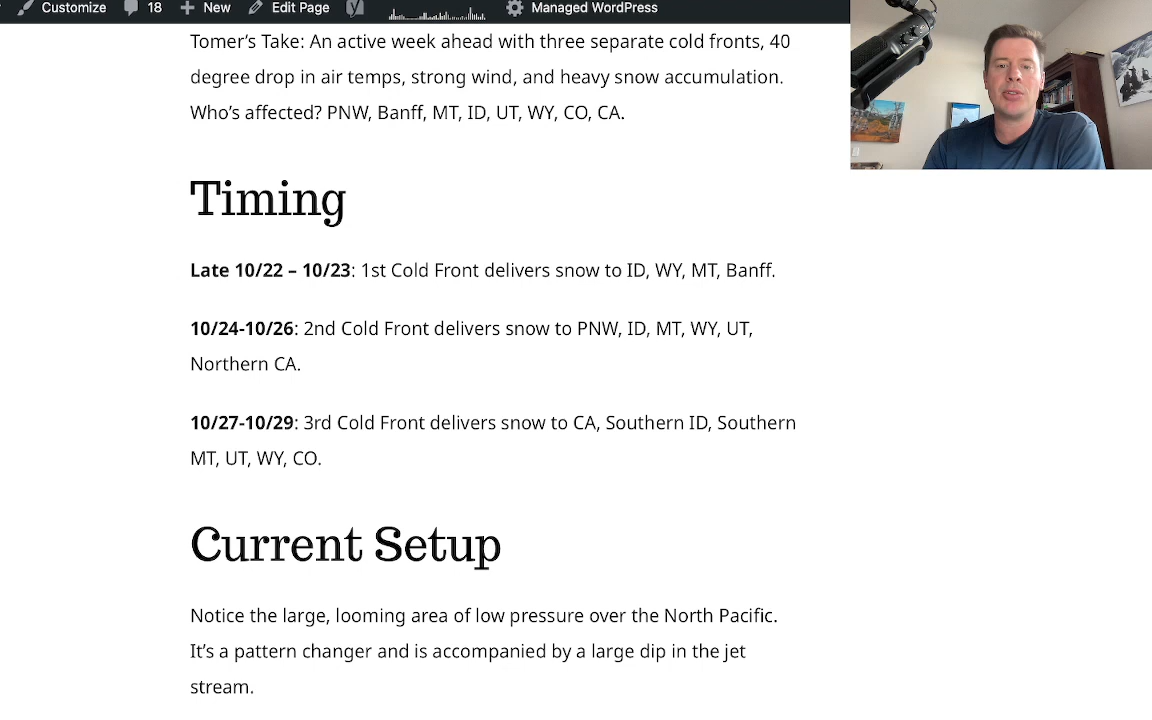 Customize 18 New Edit Page Managed WordPress
Tomer's Take: An active week ahead with three separate cold fronts, 40
degree drop in air temps, strong wind, and heavy snow accumulation.
Who's affected? PNW, Banff, MT, ID, UT, WY, CO, CA.
Timing
Late 10/22 – 10/23: 1st Cold Front delivers snow to ID, WY, MT, Banff.
10/24-10/26: 2nd Cold Front delivers snow to PNW, ID, MT, WY, UT,
Northern CA.
10/27-10/29: 3rd Cold Front delivers snow to CA, Southern ID, Southern
MT, UT, WY, CO.
Current Setup
Notice the large, looming area of low pressure over the North Pacific.
It's a pattern changer and is accompanied by a large dip in the jet
stream.